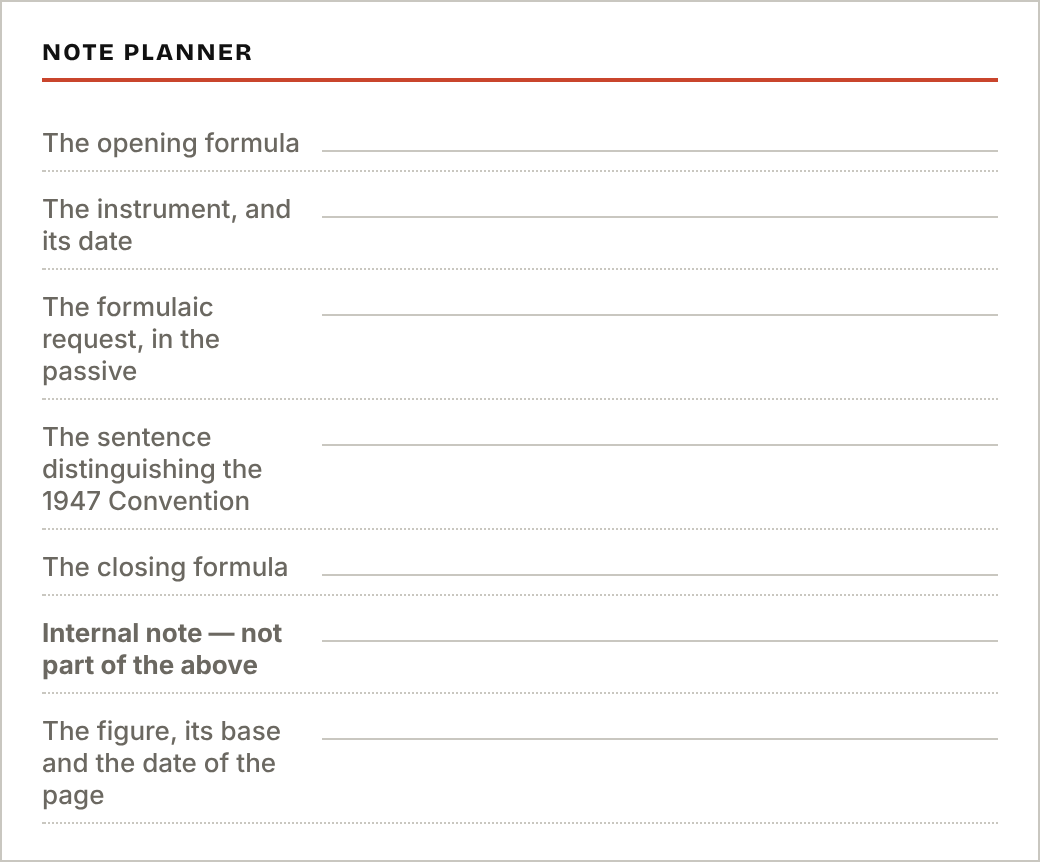 NOTE PLANNER
The opening formula
The instrument, and
its date
The formulaic
request, in the
passive
The sentence
distinguishing the
1947 Convention
The closing formula
Internal note — not
part of the above
The figure, its base
and the date of the
page